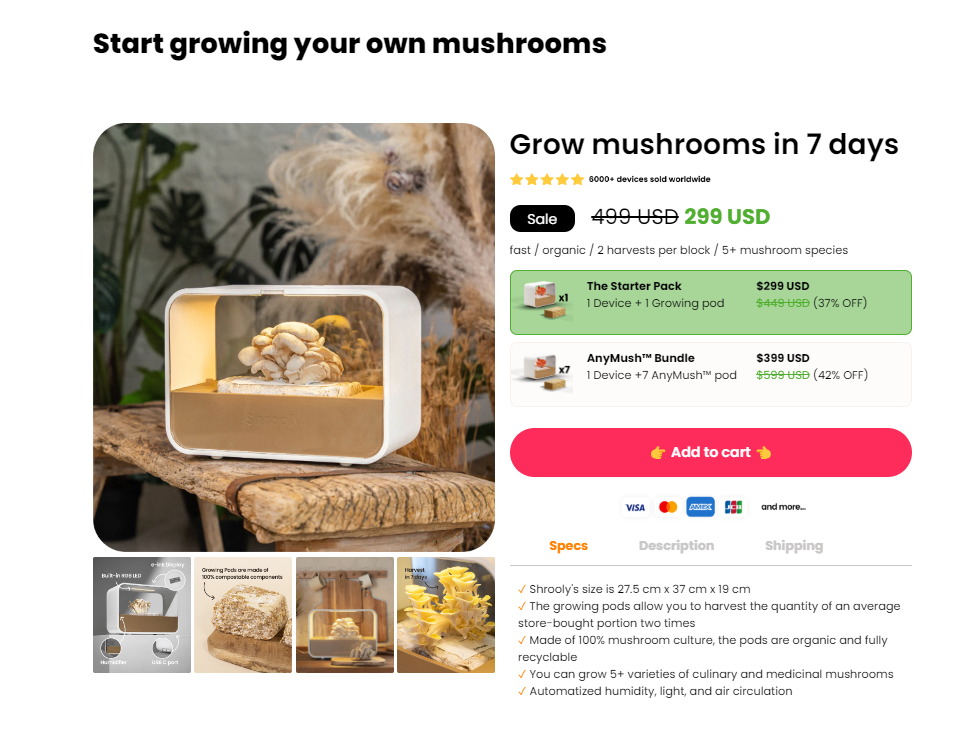 Start growing your own mushrooms
Grow mushrooms in 7 days
6000+ devices sold worldwide
Sale 499 USD 299 USD
fast / organic / 2 harvests per block / 5+ mushroom species
x1
The Starter Pack $299 USD
1 Device + 1 Growing pod $449 USD (37% OFF)
x7
AnyMush™ Bundle $399 USD
1 Device +7 AnyMush™ pod $599 USD (42% OFF)
👉 Add to cart 👈
VISA AMEX JCB and more...
Specs Description Shipping
✓ Shrooly's size is 27.5 cm x 37 cm x 19 cm
✓ The growing pods allow you to harvest the quantity of an average
store-bought portion two times
✓ Made of 100% mushroom culture, the pods are organic and fully
recyclable
✓ You can grow 5+ varieties of culinary and medicinal mushrooms
✓ Automatized humidity, light, and air circulation
e-ink Display
Built-in RGB LED
Humidifier
USB C port
Growing Pods are made of
100% compostable components
Harvest
in 7 days